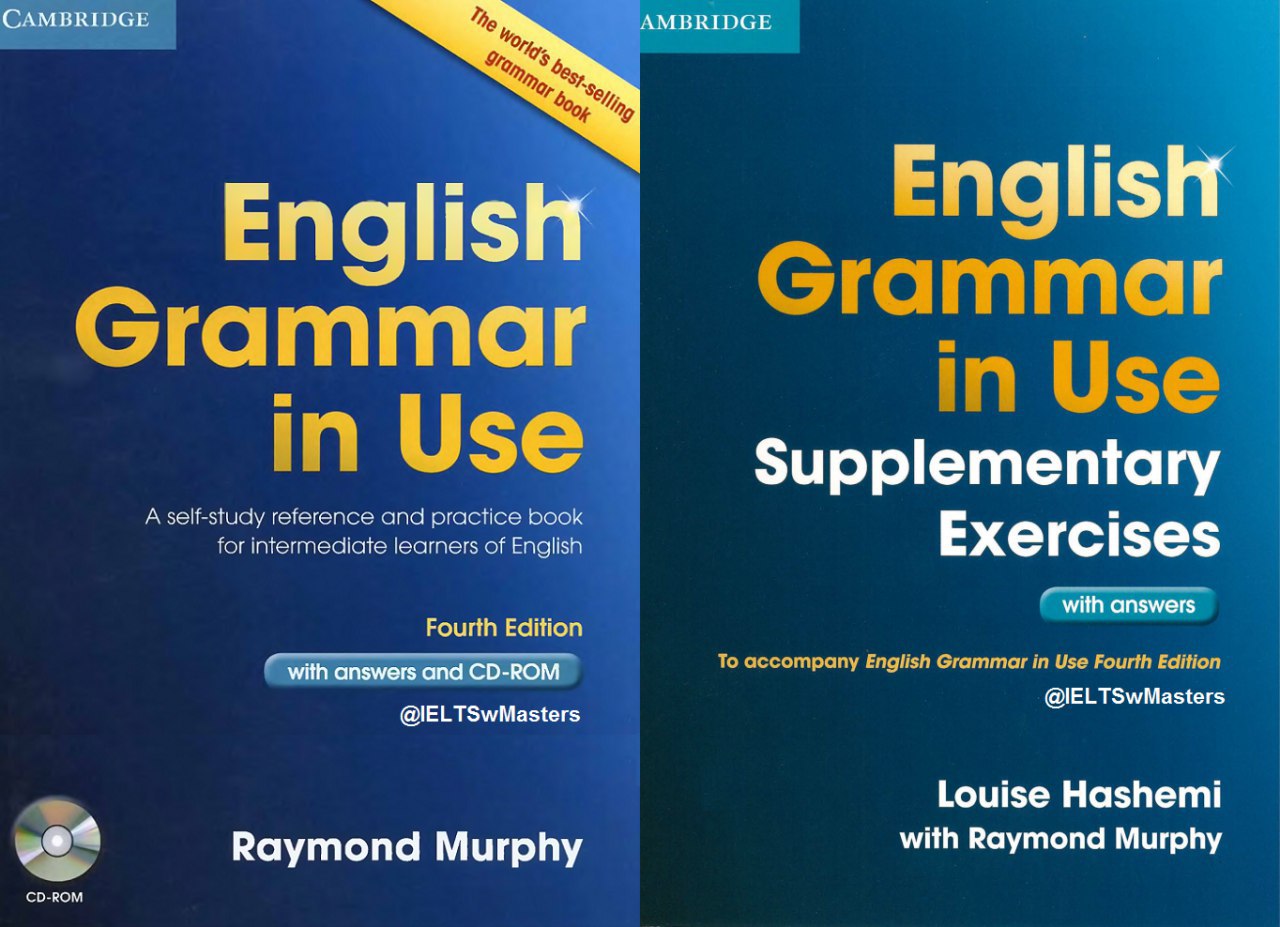 CAMBRIDGE
The world's best-selling
grammar book
English
Grammar
in Use
A self-study reference and practice book
for intermediate learners of English
Fourth Edition
with answers and CD-ROM
@IELTSwMasters
Raymond Murphy
CD-ROM
AMBRIDGE
English
Grammar
in Use
Supplementary
Exercises
with answers
To accompany English Grammar in Use Fourth Edition
@IELTSwMasters
Louise Hashemi
with Raymond Murphy